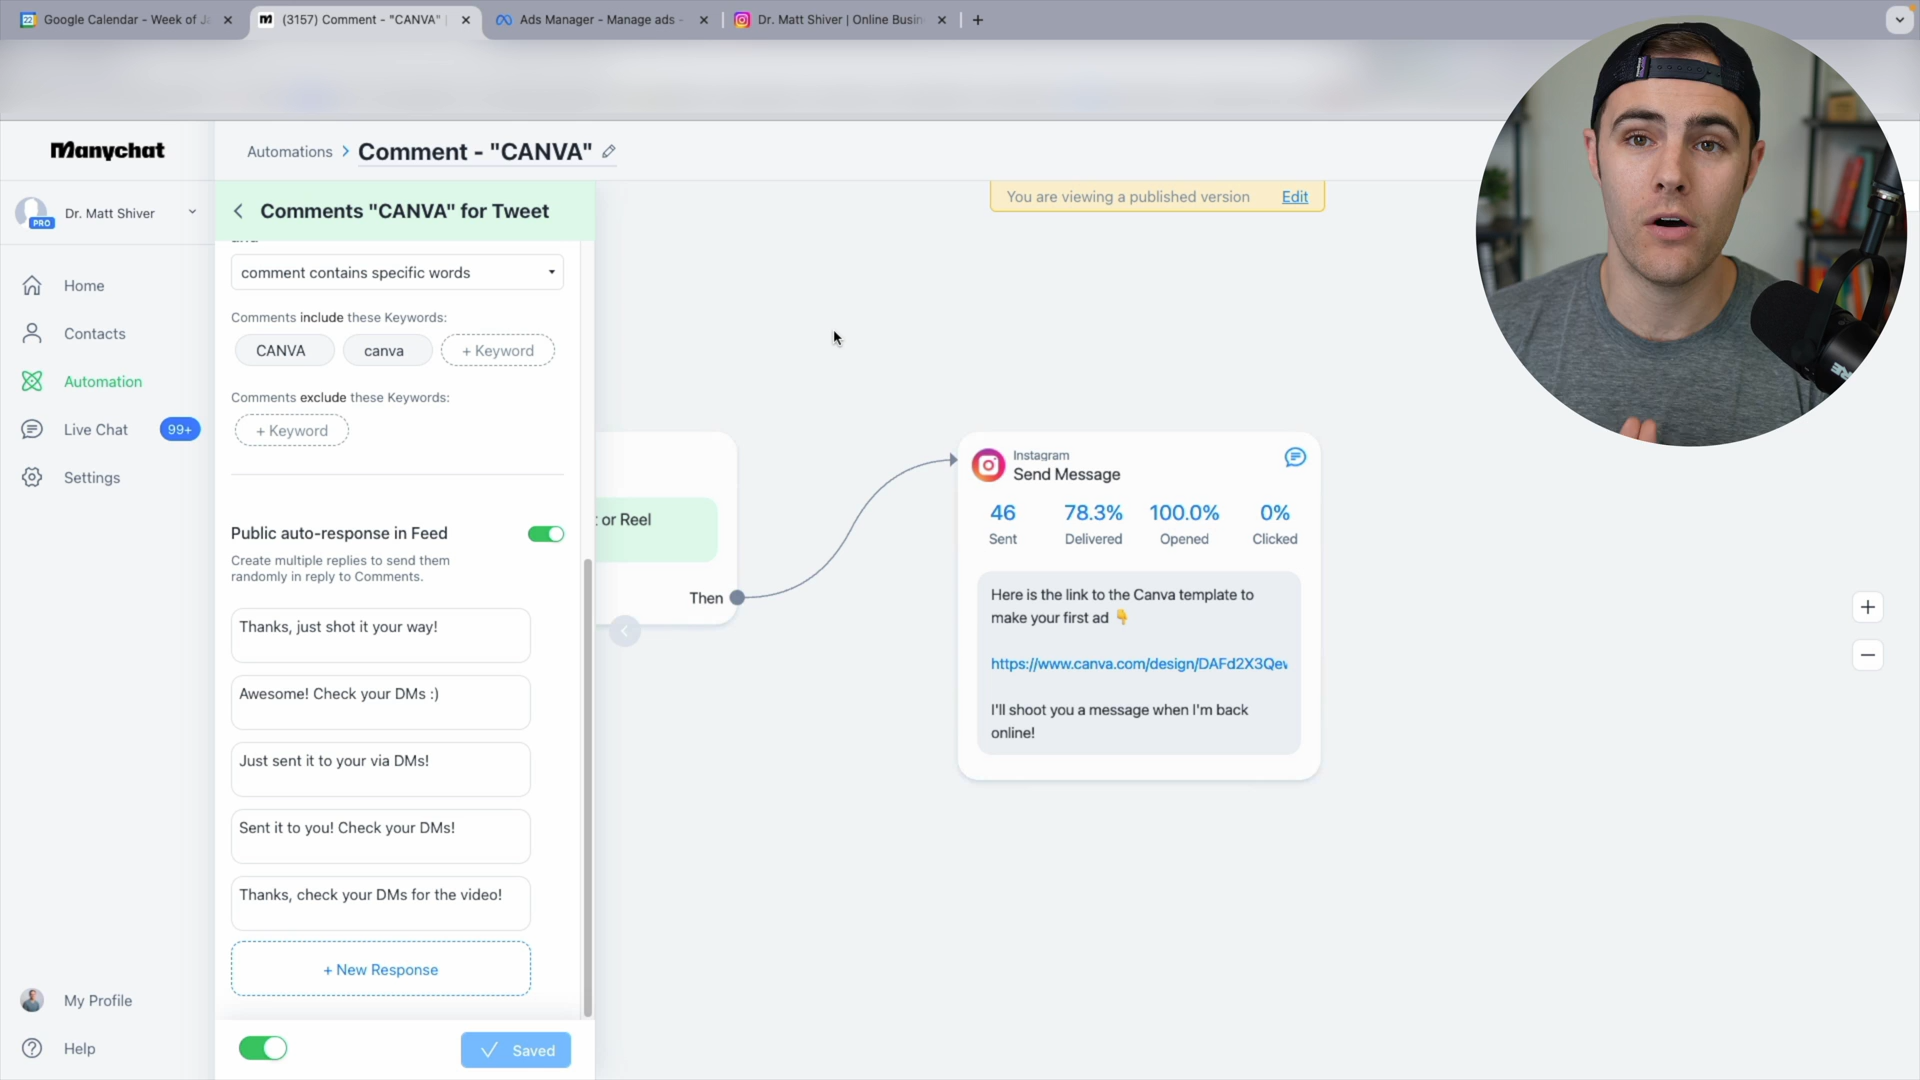 Google Calendar - Week of Ja
(3157) Comment - "CANVA"
Ads Manager - Manage ads -
Dr. Matt Shiver | Online Busin
Manychat
Automations > Comment - "CANVA"
You are viewing a published version Edit
PRO
Dr. Matt Shiver
Home
Contacts
Automation
Live Chat 99+
Settings
My Profile
Help
Comments "CANVA" for Tweet
and
comment contains specific words
Comments include these Keywords:
CANVA canva + Keyword
Comments exclude these Keywords:
+ Keyword
Public auto-response in Feed
Create multiple replies to send them
randomly in reply to Comments.
Thanks, just shot it your way!
Awesome! Check your DMs :)
Just sent it to your via DMs!
Sent it to you! Check your DMs!
Thanks, check your DMs for the video!
+ New Response
Saved
or Reel
Then
Instagram
Send Message
46 78.3% 100.0% 0%
Sent Delivered Opened Clicked
Here is the link to the Canva template to
make your first ad 👇
https://www.canva.com/design/DAFd2X3Qev
I'll shoot you a message when I'm back
online!